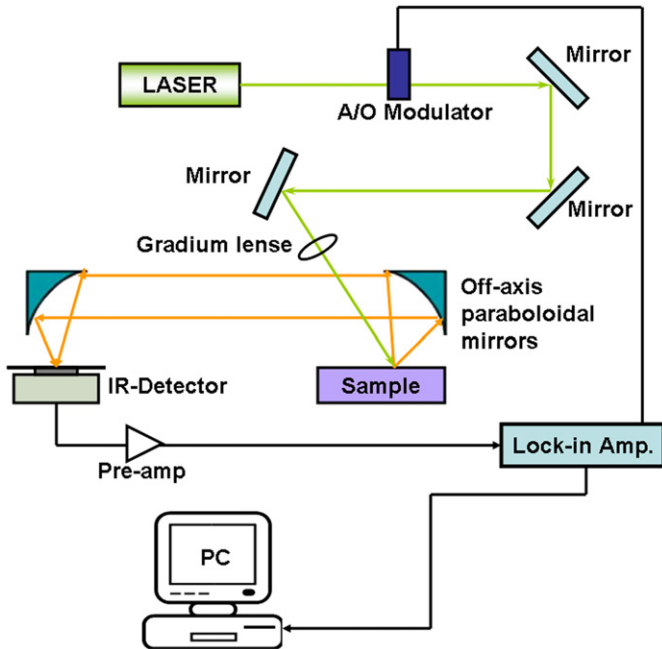 LASER
A/O Modulator
Mirror
Mirror
Mirror
Gradium lense
Off-axis
paraboloidal
mirrors
IR-Detector
Sample
Pre-amp
Lock-in Amp.
PC